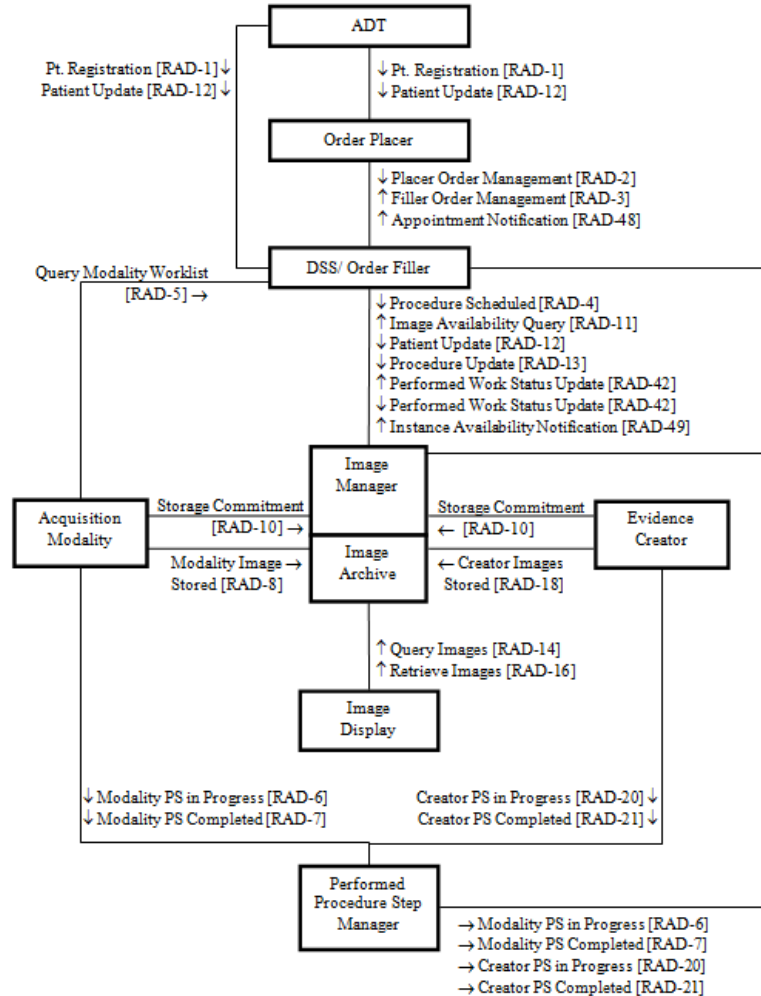 ADT
Pt. Registration [RAD-1] ↓
Patient Update [RAD-12] ↓
↓ Pt. Registration [RAD-1]
↓ Patient Update [RAD-12]
Order Placer
↓ Placer Order Management [RAD-2]
↑ Filler Order Management [RAD-3]
↑ Appointment Notification [RAD-48]
DSS/ Order Filler
Query Modality Worklist
[RAD-5] →
↓ Procedure Scheduled [RAD-4]
↑ Image Availability Query [RAD-11]
↓ Patient Update [RAD-12]
↓ Procedure Update [RAD-13]
↑ Performed Work Status Update [RAD-42]
↓ Performed Work Status Update [RAD-42]
↑ Instance Availability Notification [RAD-49]
Image
Manager
Acquisition
Modality
Storage Commitment
[RAD-10] →
Storage Commitment
← [RAD-10]
Evidence
Creator
Modality Image →
Stored [RAD-8]
Image
Archive
← Creator Images
Stored [RAD-18]
↑ Query Images [RAD-14]
↑ Retrieve Images [RAD-16]
Image
Display
↓ Modality PS in Progress [RAD-6]
↓ Modality PS Completed [RAD-7]
Creator PS in Progress [RAD-20] ↓
Creator PS Completed [RAD-21] ↓
Performed
Procedure Step
Manager
→ Modality PS in Progress [RAD-6]
→ Modality PS Completed [RAD-7]
→ Creator PS in Progress [RAD-20]
→ Creator PS Completed [RAD-21]